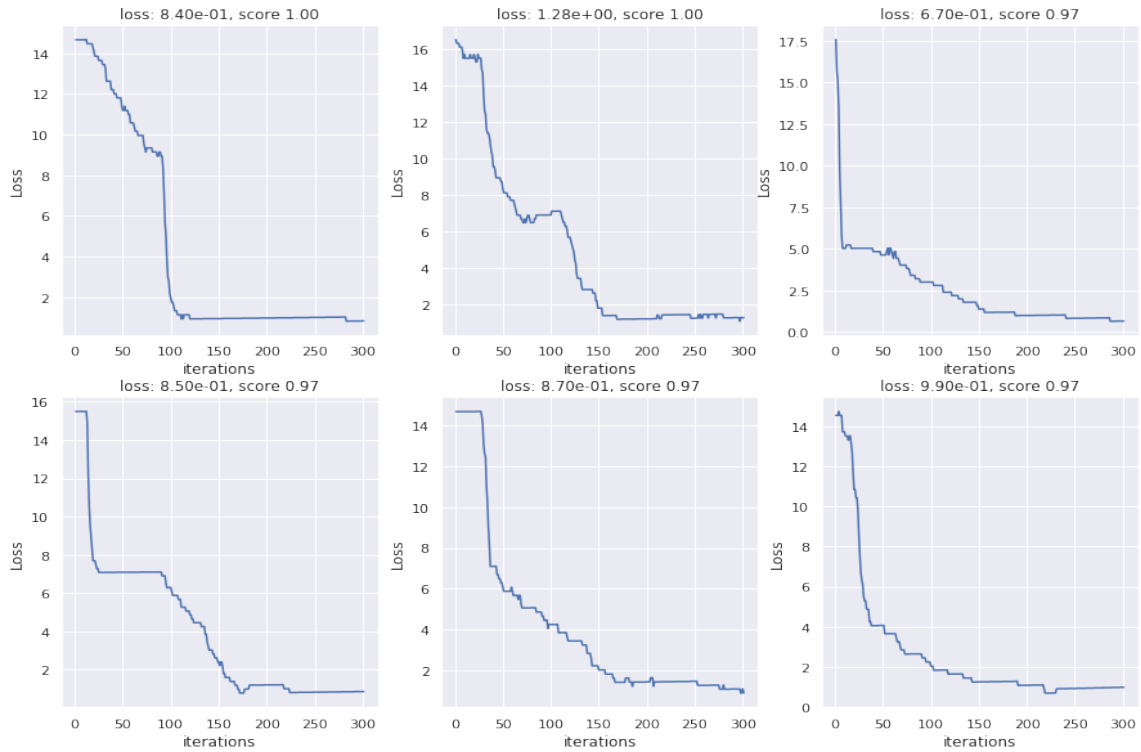 loss: 8.40e-01, score 1.00
14
12
10
8
6
4
2
Loss
0 50 100 150 200 250 300
iterations
loss: 1.28e+00, score 1.00
16
14
12
10
8
6
4
2
Loss
0 50 100 150 200 250 300
iterations
loss: 6.70e-01, score 0.97
17.5
15.0
12.5
10.0
7.5
5.0
2.5
0.0
Loss
0 50 100 150 200 250 300
iterations
loss: 8.50e-01, score 0.97
16
14
12
10
8
6
4
2
Loss
0 50 100 150 200 250 300
iterations
loss: 8.70e-01, score 0.97
14
12
10
8
6
4
2
Loss
0 50 100 150 200 250 300
iterations
loss: 9.90e-01, score 0.97
14
12
10
8
6
4
2
0
Loss
0 50 100 150 200 250 300
iterations